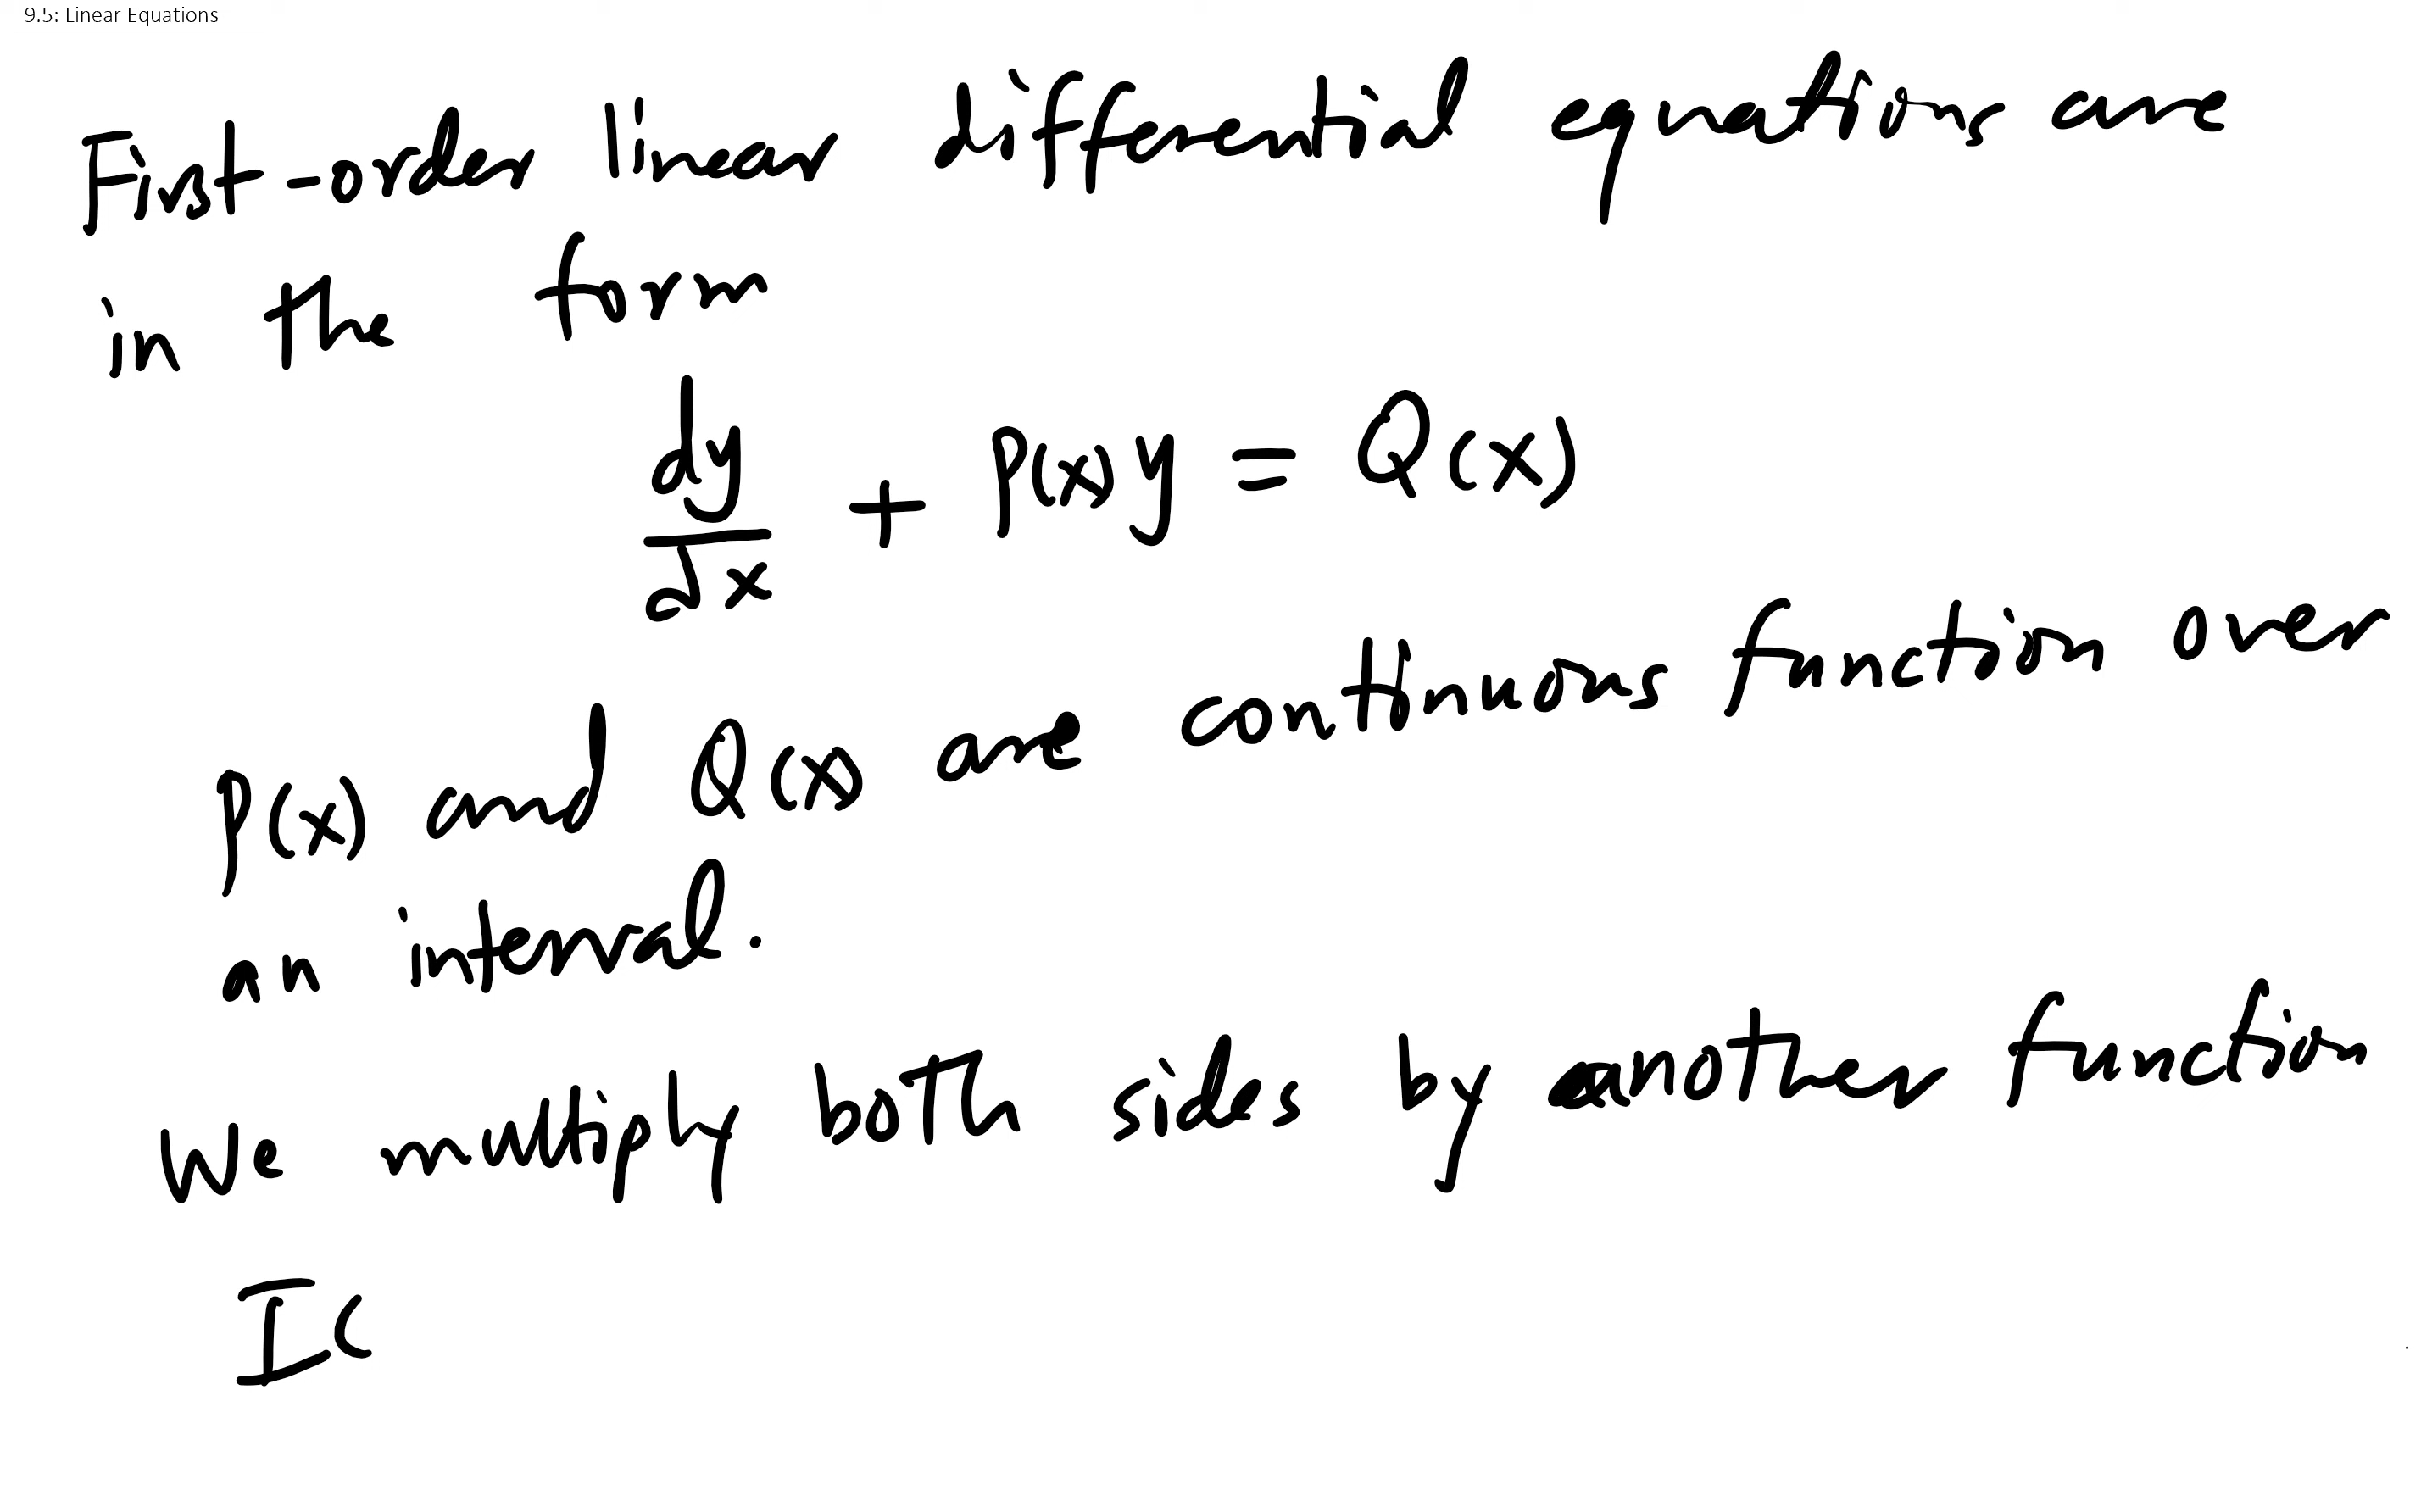 9.5: Linear Equations
First-order linear differential equations are
in the form
dy/dx + P(x)y = Q(x)
P(x) and Q(x) are continuous function over
an interval.
We multiply both sides by another function
I(